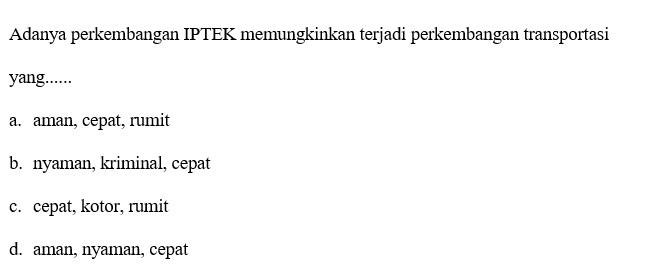 Adanya perkembangan IPTEK memungkinkan terjadi perkembangan transportasi
yang......
a. aman, cepat, rumit
b. nyaman, kriminal, cepat
c. cepat, kotor, rumit
d. aman, nyaman, cepat